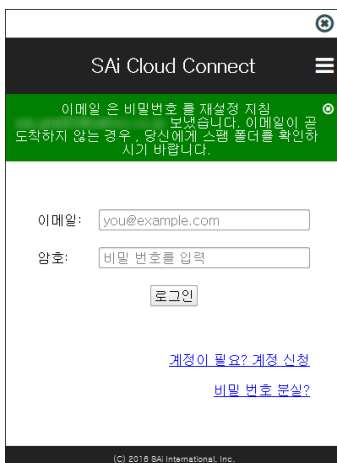 SAi Cloud Connect
이메일 은 비밀번호 를 재설정 지침
보냈습니다. 이메일이 곧
도착하지 않는 경우 , 당신에게 스팸 폴더를 확인하
시기 바랍니다.
이메일: you@example.com
암호: 비밀 번호를 입력
로그인
계정이 필요? 계정 신청
비밀 번호 분실?
(C) 2016 SAi International, Inc.